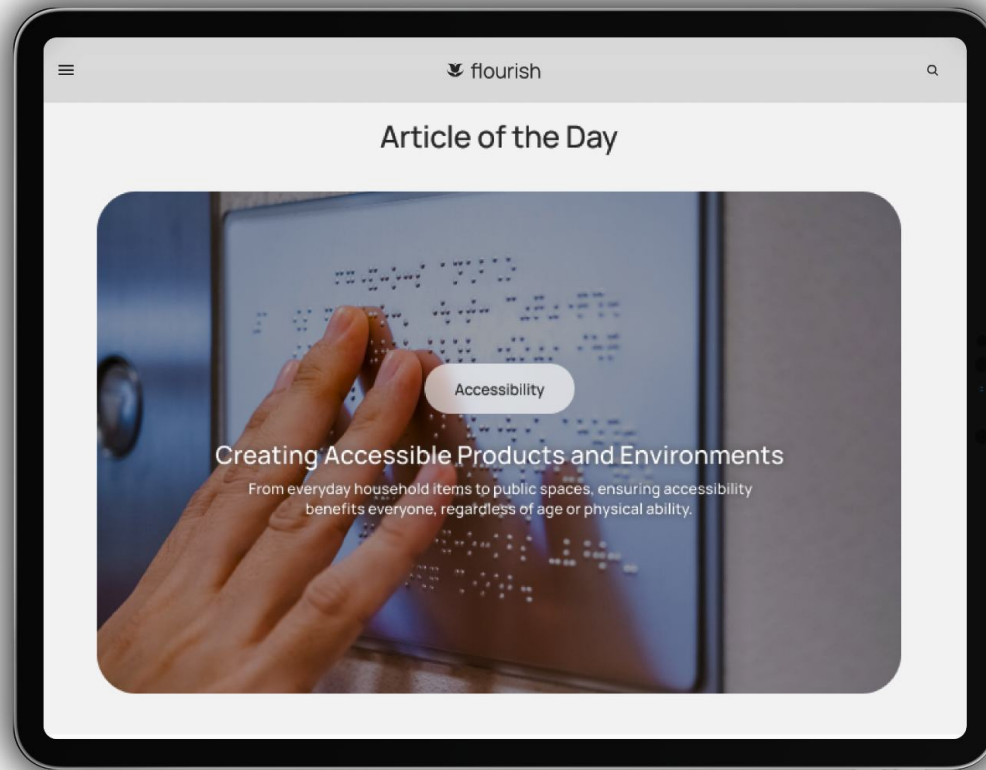 flourish
Article of the Day
Accessibility
Creating Accessible Products and Environments
From everyday household items to public spaces, ensuring accessibility
benefits everyone, regardless of age or physical ability.